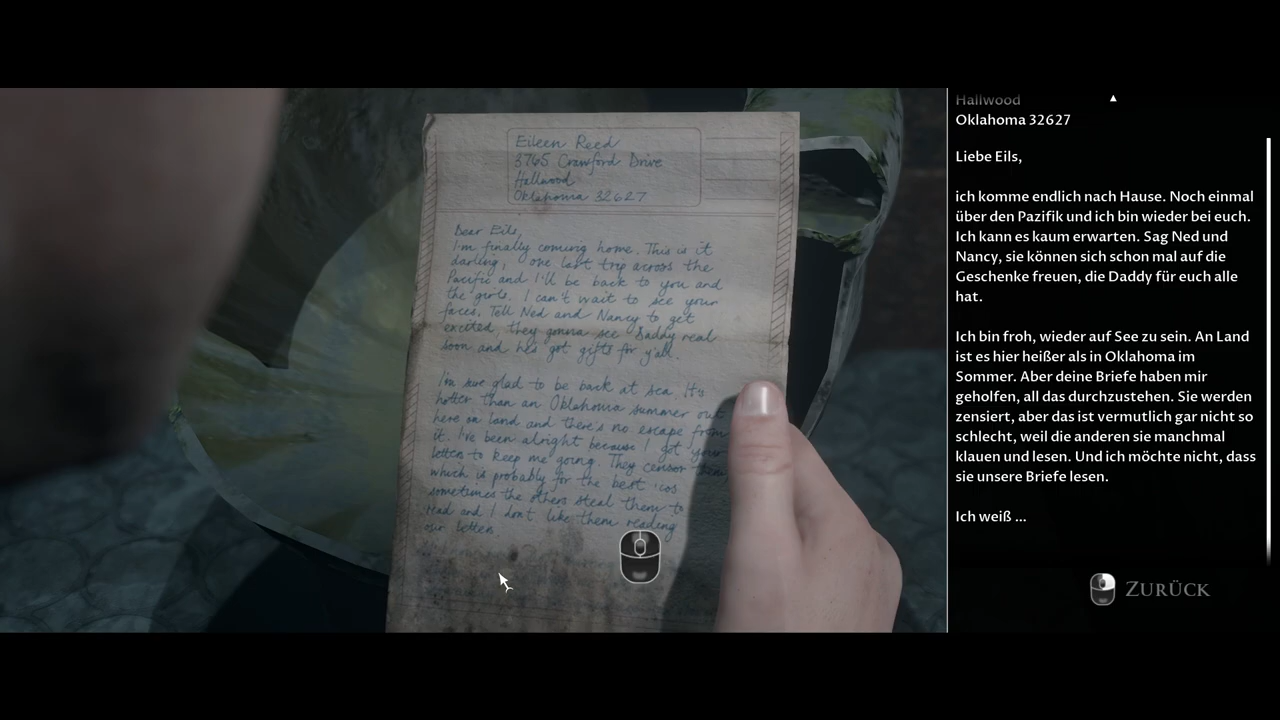 Eileen Reed
3765 Crawford Drive
Hallwood
Oklahoma 32627
Dear Eils,
I'm finally coming home. This is it
darling, one last trip across the
Pacific and I'll be back to you and
the girls. I can't wait to see your
faces. Tell Ned and Nancy to get
excited they gonna see Daddy real
soon and he's got gifts for y'all.
I'm sure glad to be back at sea. It's
hotter than an Oklahoma summer out
here on land and there's no escape from
it. I've been alright because I get your
letters to keep me going. They censor them
which is probably for the best 'cos
sometimes the others steal them to
read and I don't like them reading
our letters
Hallwood
Oklahoma 32627
Liebe Eils,
ich komme endlich nach Hause. Noch einmal
über den Pazifik und ich bin wieder bei euch.
Ich kann es kaum erwarten. Sag Ned und
Nancy, sie können sich schon mal auf die
Geschenke freuen, die Daddy für euch alle
hat.
Ich bin froh, wieder auf See zu sein. An Land
ist es hier heißer als in Oklahoma im
Sommer. Aber deine Briefe haben mir
geholfen, all das durchzustehen. Sie werden
zensiert, aber das ist vermutlich gar nicht so
schlecht, weil die anderen sie manchmal
klauen und lesen. Und ich möchte nicht, dass
sie unsere Briefe lesen.
Ich weiß ...
ZURÜCK